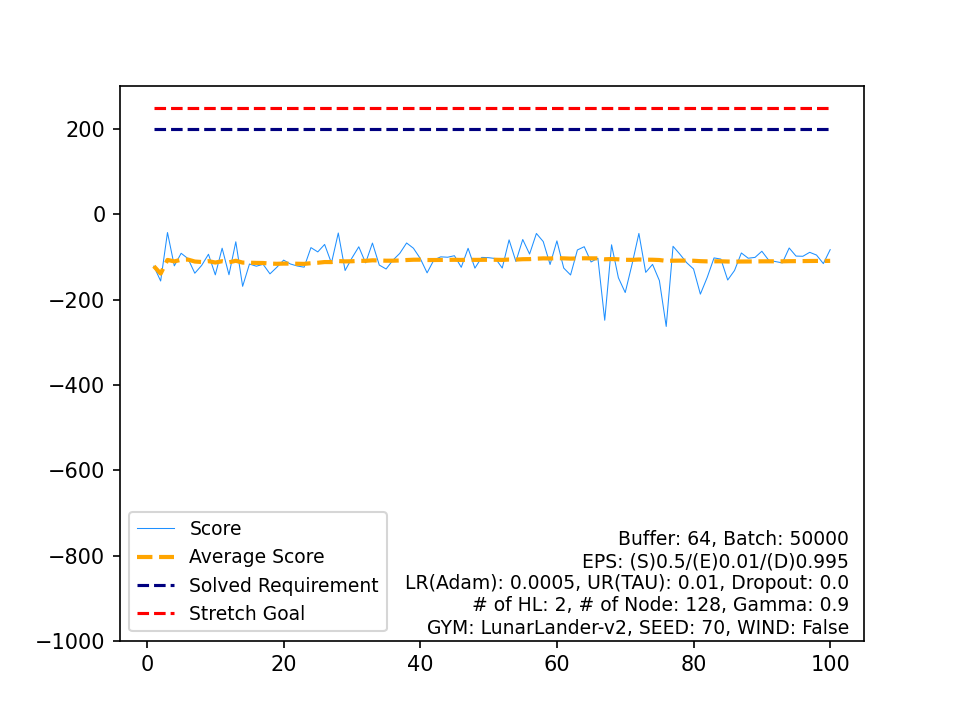 200
0
−200
−400
−600
−800
−1000
0
20
40
60
80
100
Score
Average Score
Solved Requirement
Stretch Goal
Buffer: 64, Batch: 50000
EPS: (S)0.5/(E)0.01/(D)0.995
LR(Adam): 0.0005, UR(TAU): 0.01, Dropout: 0.0
# of HL: 2, # of Node: 128, Gamma: 0.9
GYM: LunarLander-v2, SEED: 70, WIND: False